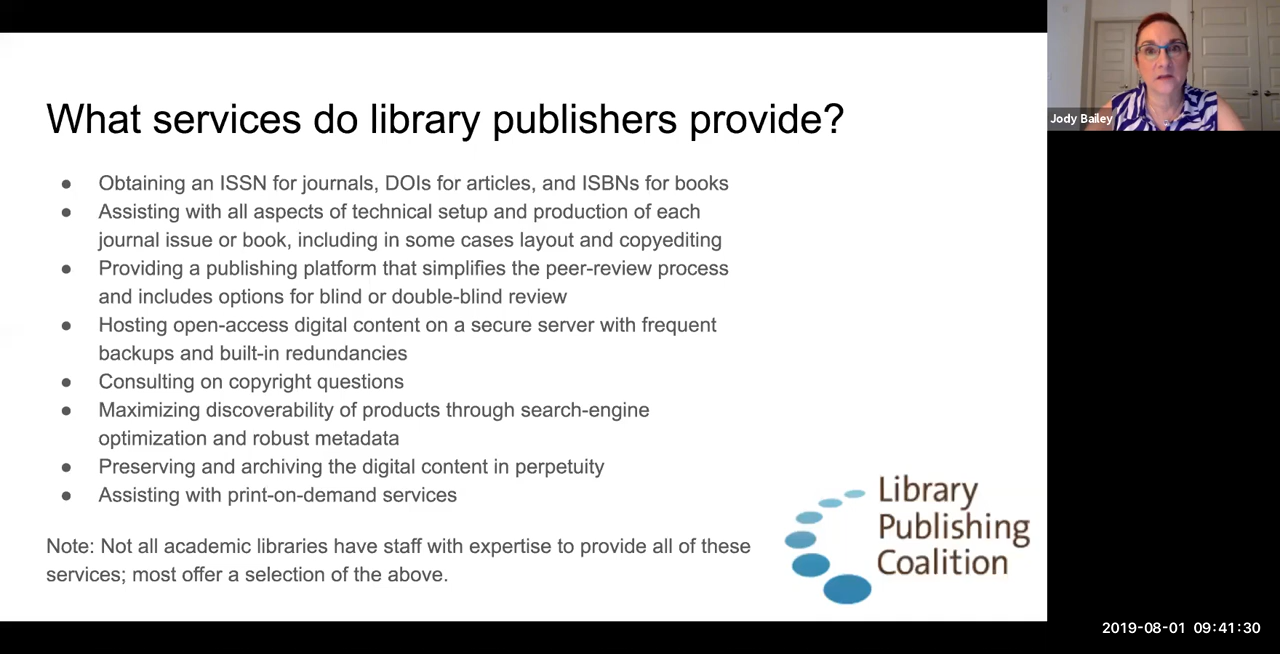 What services do library publishers provide?
● Obtaining an ISSN for journals, DOIs for articles, and ISBNs for books
● Assisting with all aspects of technical setup and production of each
journal issue or book, including in some cases layout and copyediting
● Providing a publishing platform that simplifies the peer-review process
and includes options for blind or double-blind review
● Hosting open-access digital content on a secure server with frequent
backups and built-in redundancies
● Consulting on copyright questions
● Maximizing discoverability of products through search-engine
optimization and robust metadata
● Preserving and archiving the digital content in perpetuity
● Assisting with print-on-demand services
Note: Not all academic libraries have staff with expertise to provide all of these
services; most offer a selection of the above.
Library
Publishing
Coalition
Jody Bailey
2019-08-01 09:41:30